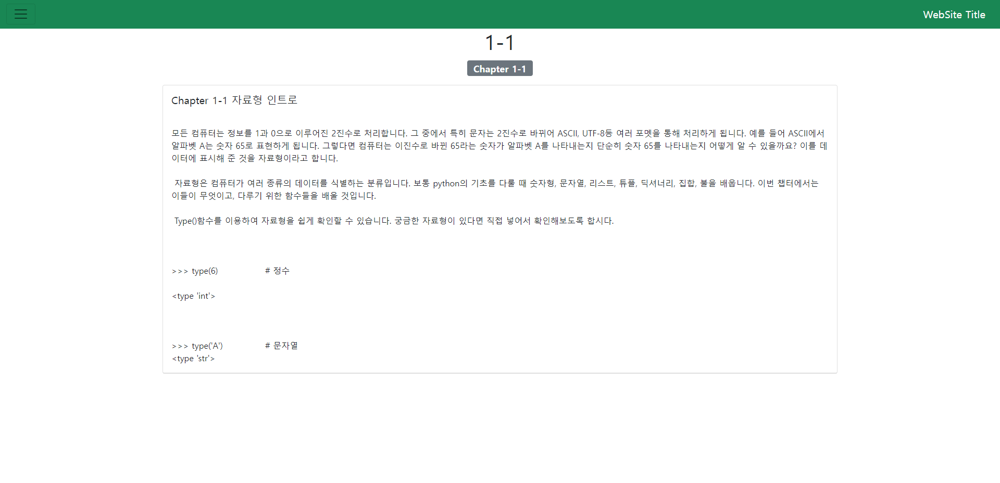 WebSite Title
1-1
Chapter 1-1
Chapter 1-1 자료형 인트로
모든 컴퓨터는 정보를 1과 0으로 이루어진 2진수로 처리합니다. 그 중에서 특히 문자는 2진수로 바뀌어 ASCII, UTF-8등 여러 포멧을 통해 처리하게 됩니다. 예를 들어 ASCII에서
알파벳 A는 숫자 65로 표현하게 됩니다. 그렇다면 컴퓨터는 이진수로 바뀐 65라는 숫자가 알파벳 A를 나타내는지 단순히 숫자 65를 나타내는지 어떻게 알 수 있을까요? 이를 데
이터에 표시해 준 것을 자료형이라고 합니다.
자료형은 컴퓨터가 여러 종류의 데이터를 식별하는 분류입니다. 보통 python의 기초를 다룰 때 숫자형, 문자열, 리스트, 튜플, 딕셔너리, 집합, 불을 배웁니다. 이번 챕터에서는
이들이 무엇이고, 다루기 위한 함수들을 배울 것입니다.
Type()함수를 이용하여 자료형을 쉽게 확인할 수 있습니다. 궁금한 자료형이 있다면 직접 넣어서 확인해보도록 합시다.
>>> type(6) # 정수
<type 'int'>
>>> type('A') # 문자열
<type 'str'>